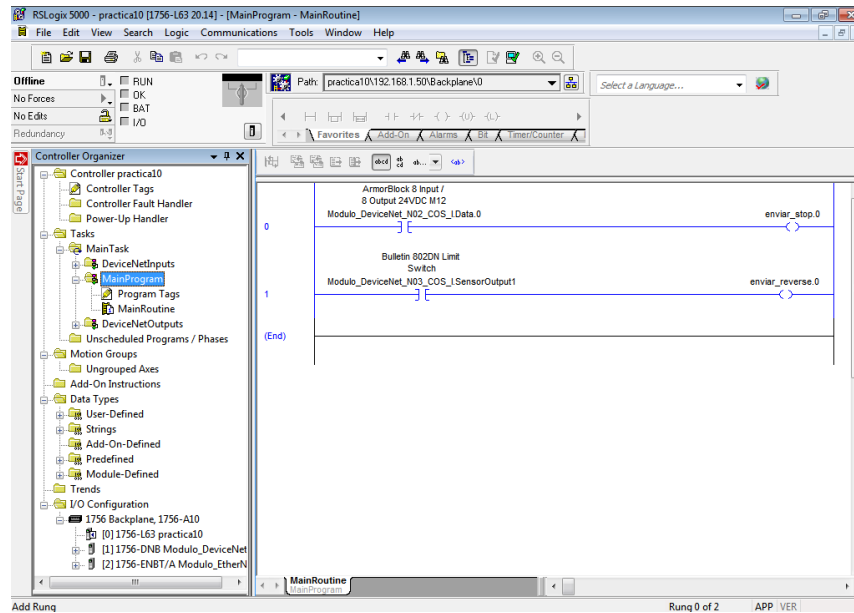 RSLogix 5000 - practica10 [1756-L63 20.14] - [MainProgram - MainRoutine]
File Edit View Search Logic Communications Tools Window Help
Offline
RUN
No Forces
OK
No Edits
BAT
Redundancy
I/O
Path: practica10\192.168.1.50\Backplane\0
Select a Language...
Favorites Add-On Alarms Bit Timer/Counter
Start Page
Controller Organizer
Controller practica10
Controller Tags
Controller Fault Handler
Power-Up Handler
Tasks
MainTask
DeviceNetInputs
MainProgram
Program Tags
MainRoutine
DeviceNetOutputs
Unscheduled Programs / Phases
Motion Groups
Ungrouped Axes
Add-On Instructions
Data Types
User-Defined
Strings
Add-On-Defined
Predefined
Module-Defined
Trends
I/O Configuration
1756 Backplane, 1756-A10
[0] 1756-L63 practica10
[1] 1756-DNB Modulo_DeviceNet
[2] 1756-ENBT/A Modulo_EtherN
ArmorBlock 8 Input /
8 Output 24VDC M12
Modulo_DeviceNet_N02_COS_I.Data.0 enviar_stop.0
0
Bulletin 802DN Limit
Switch
Modulo_DeviceNet_N03_COS_I.SensorOutput1 enviar_reverse.0
1
(End)
MainRoutine
MainProgram
Add Rung Rung 0 of 2 APP VER